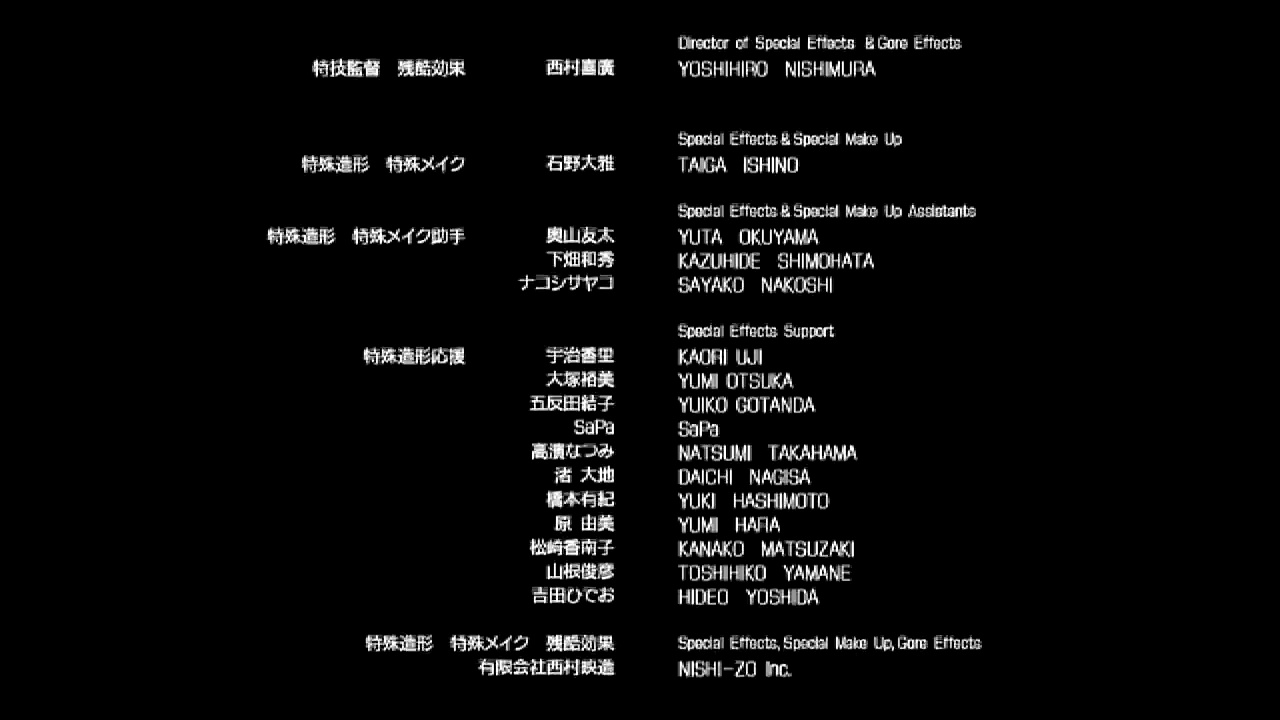 Director of Special Effects & Gore Effects
特技監督 残酷効果 西村喜廣 YOSHIHIRO NISHIMURA
Special Effects & Special Make Up
特殊造形 特殊メイク 石野大雅 TAIGA ISHINO
Special Effects & Special Make Up Assistants
特殊造形 特殊メイク助手 奥山友太 YUTA OKUYAMA
下畑和秀 KAZUHIDE SHIMOHATA
ナコシサヤコ SAYAKO NAKOSHI
Special Effects Support
特殊造形応援 宇治香里 KAORI UJI
大塚裕美 YUMI OTSUKA
五反田結子 YUIKO GOTANDA
SaPa SaPa
高濱なつみ NATSUMI TAKAHAMA
渚 大地 DAICHI NAGISA
橋本有紀 YUKI HASHIMOTO
原 由美 YUMI HARA
松崎香南子 KANAKO MATSUZAKI
山根俊彦 TOSHIHIKO YAMANE
吉田ひでお HIDEO YOSHIDA
特殊造形 特殊メイク 残酷効果 Special Effects, Special Make Up, Gore Effects
有限会社西村映造 NISHI-ZO Inc.